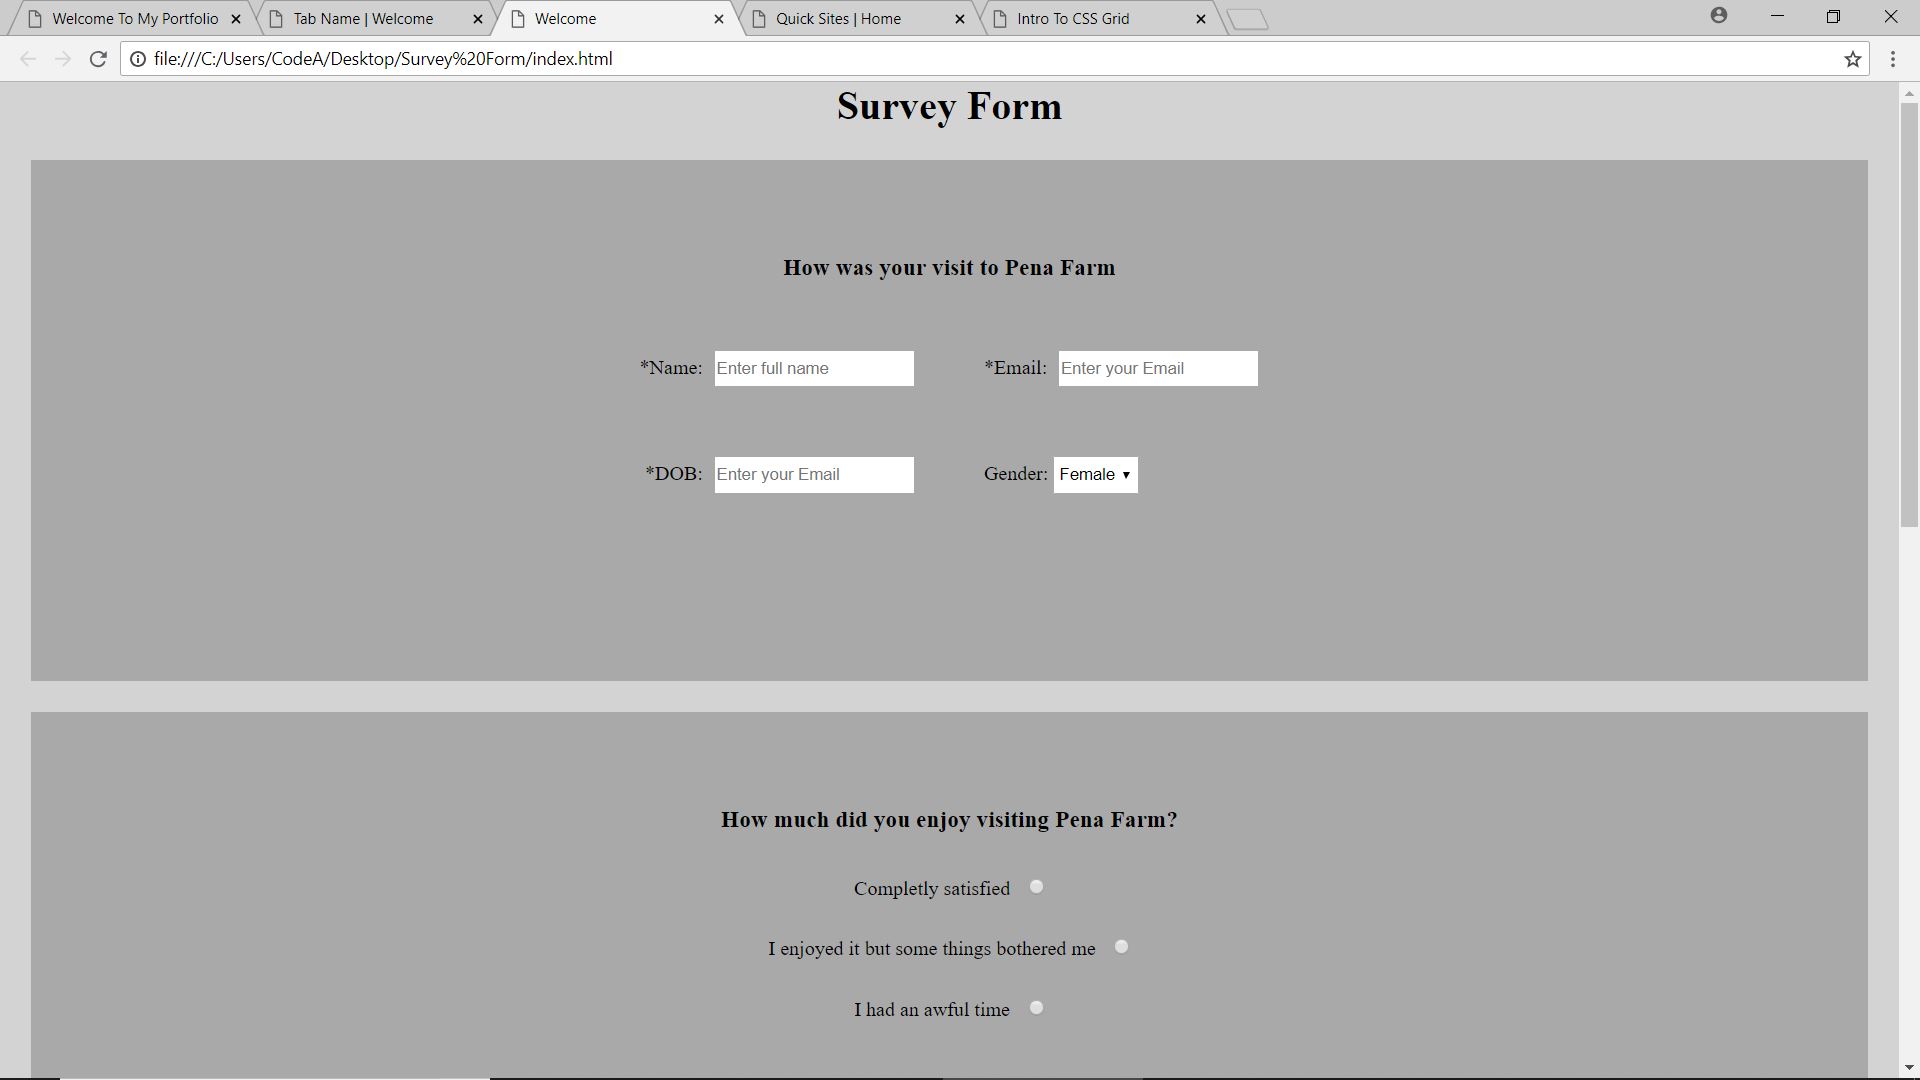 Welcome To My Portfolio Tab Name | Welcome Welcome Quick Sites | Home Intro To CSS Grid
file:///C:/Users/CodeA/Desktop/Survey%20Form/index.html
Survey Form
How was your visit to Pena Farm
*Name: Enter full name *Email: Enter your Email
*DOB: Enter your Email Gender: Female
How much did you enjoy visiting Pena Farm?
Completly satisfied
I enjoyed it but some things bothered me
I had an awful time